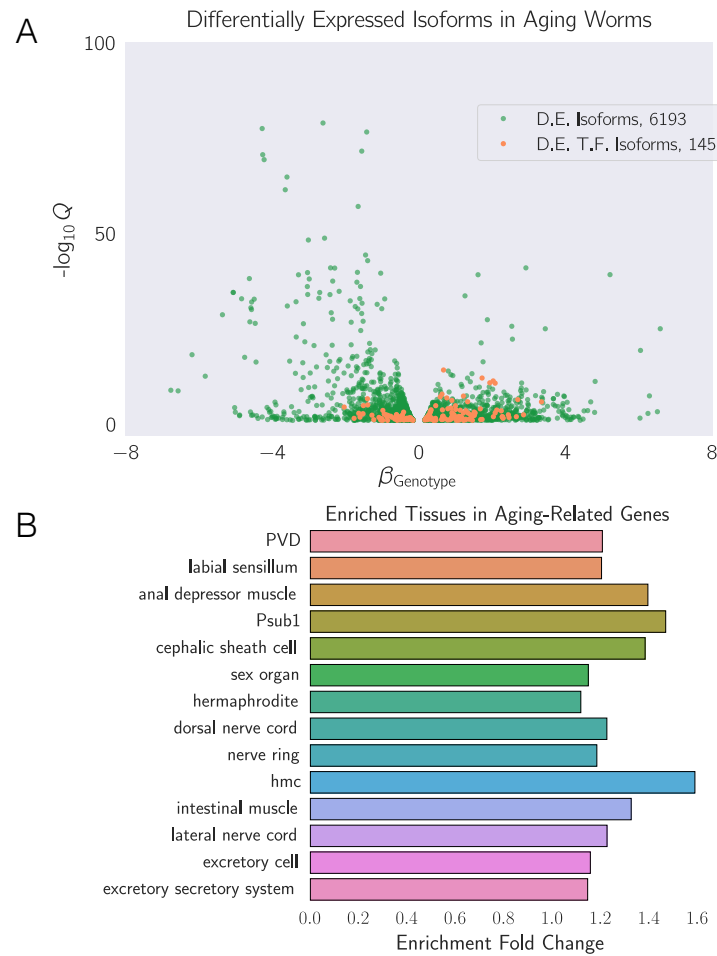 A
Differentially Expressed Isoforms in Aging Worms
100
D.E. Isoforms, 6193
D.E. T.F. Isoforms, 145
50
-log10 Q
0
−8 −4 0 4 8
βGenotype
B
Enriched Tissues in Aging-Related Genes
PVD
labial sensillum
anal depressor muscle
Psub1
cephalic sheath cell
sex organ
hermaphrodite
dorsal nerve cord
nerve ring
hmc
intestinal muscle
lateral nerve cord
excretory cell
excretory secretory system
0.0 0.2 0.4 0.6 0.8 1.0 1.2 1.4 1.6
Enrichment Fold Change